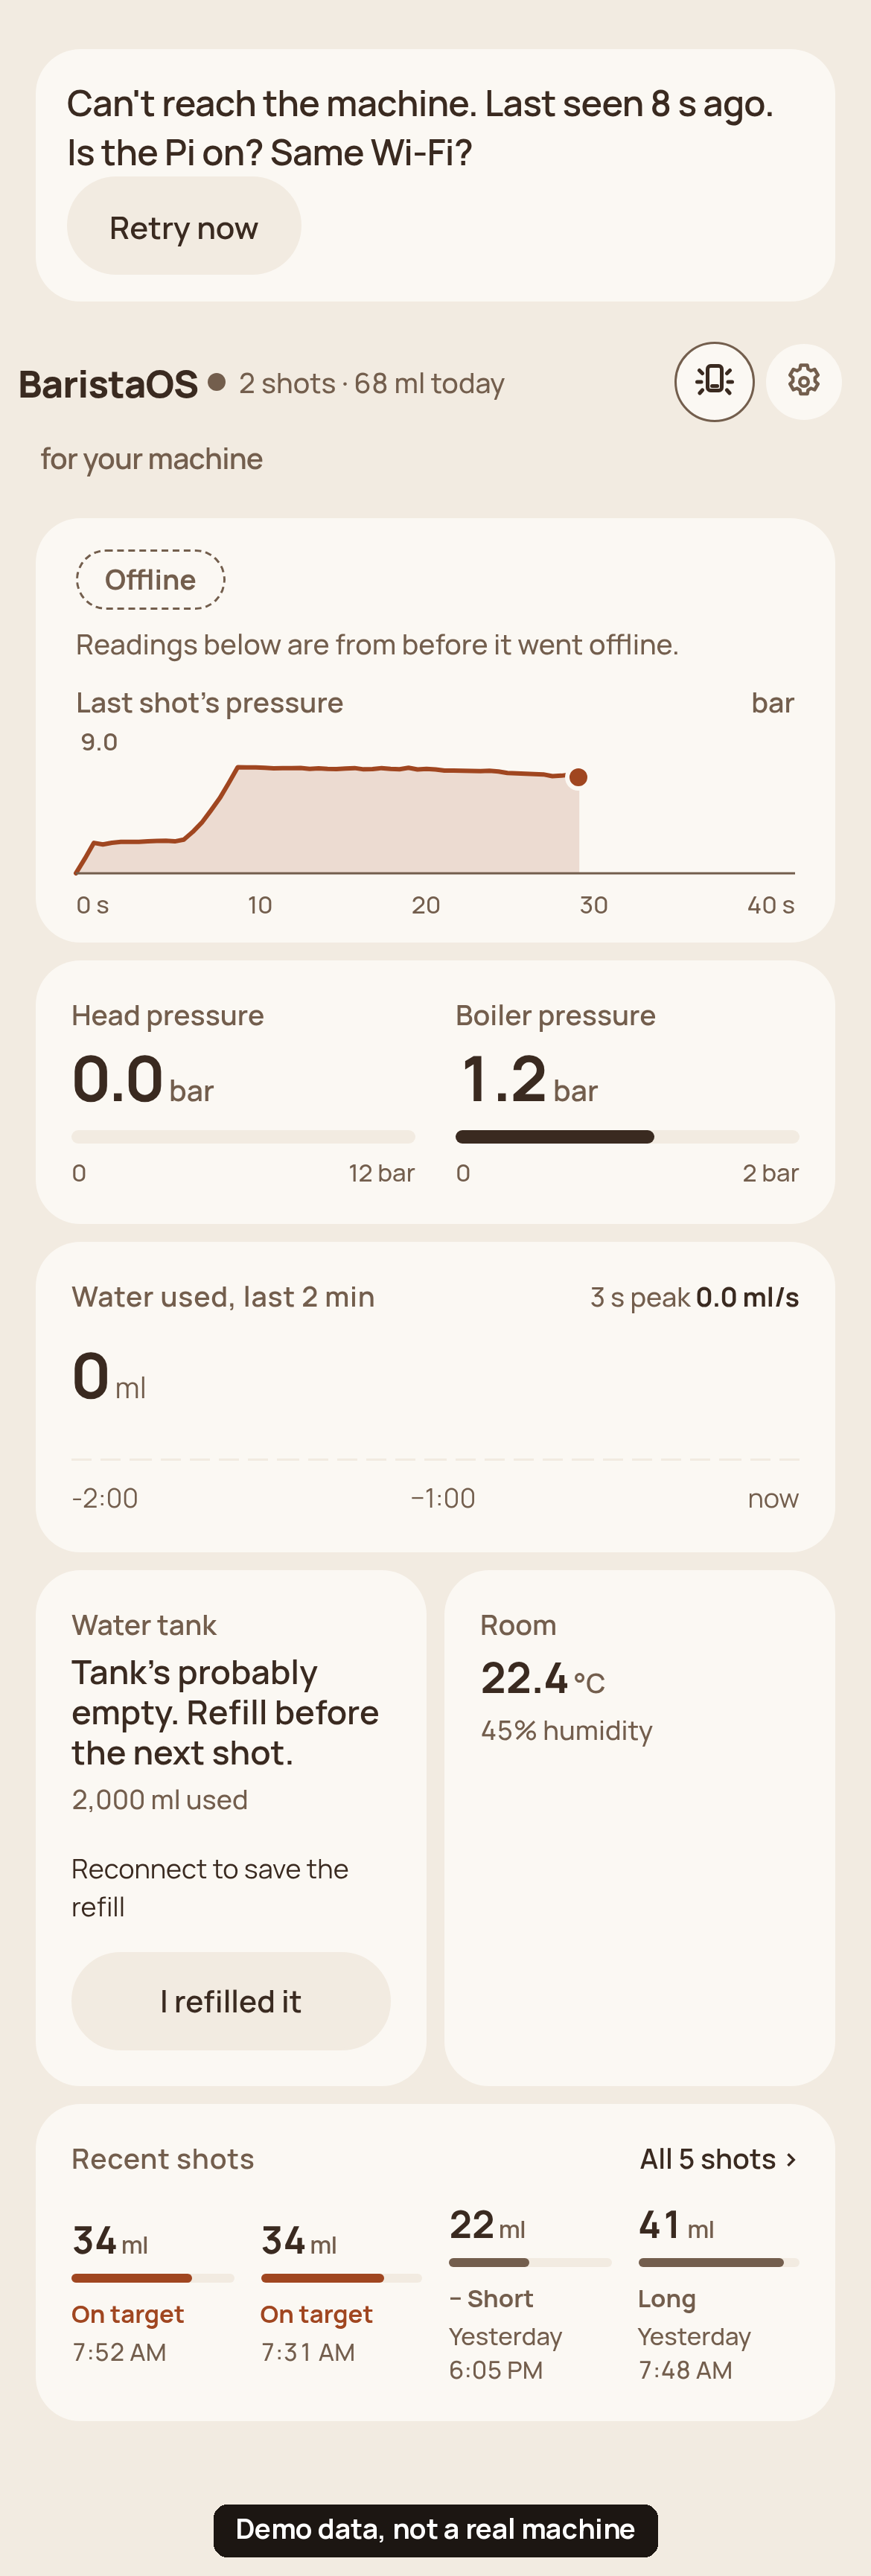 Can't reach the machine. Last seen 8 s ago.
Is the Pi on? Same Wi-Fi?
Retry now
BaristaOS 2 shots · 68 ml today
for your machine
Offline
Readings below are from before it went offline.
Last shot's pressure bar
9.0
0 s 10 20 30 40 s
Head pressure Boiler pressure
0.0 bar 1.2 bar
0 12 bar 0 2 bar
Water used, last 2 min 3 s peak 0.0 ml/s
0 ml
-2:00 −1:00 now
Water tank
Tank's probably
empty. Refill before
the next shot.
2,000 ml used
Reconnect to save the
refill
I refilled it
Room
22.4 °C
45% humidity
Recent shots All 5 shots ›
34 ml
On target
7:52 AM
34 ml
On target
7:31 AM
22 ml
– Short
Yesterday
6:05 PM
41 ml
Long
Yesterday
7:48 AM
Demo data, not a real machine